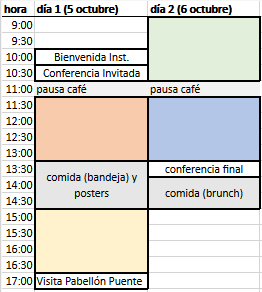 hora día 1 (5 octubre) día 2 (6 octubre)
9:00
9:30
10:00 Bienvenida Inst.
10:30 Conferencia Invitada
11:00 pausa café pausa café
11:30
12:00
12:30
13:00
13:30 conferencia final
14:00 comida (bandeja) y posters comida (brunch)
14:30
15:00
15:30
16:00
16:30
17:00 Visita Pabellón Puente